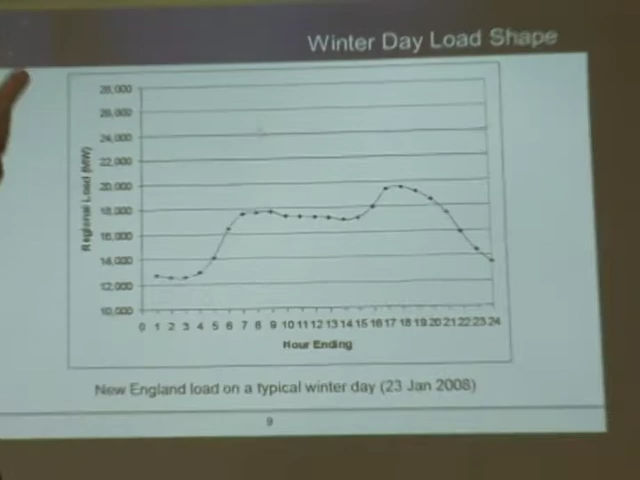 Winter Day Load Shape
28,000
26,000
24,000
22,000
20,000
18,000
16,000
14,000
12,000
10,000
Regional Load (MW)
0 1 2 3 4 5 6 7 8 9 10 11 12 13 14 15 16 17 18 19 20 21 22 23 24
Hour Ending
New England load on a typical winter day (23 Jan 2008)
9